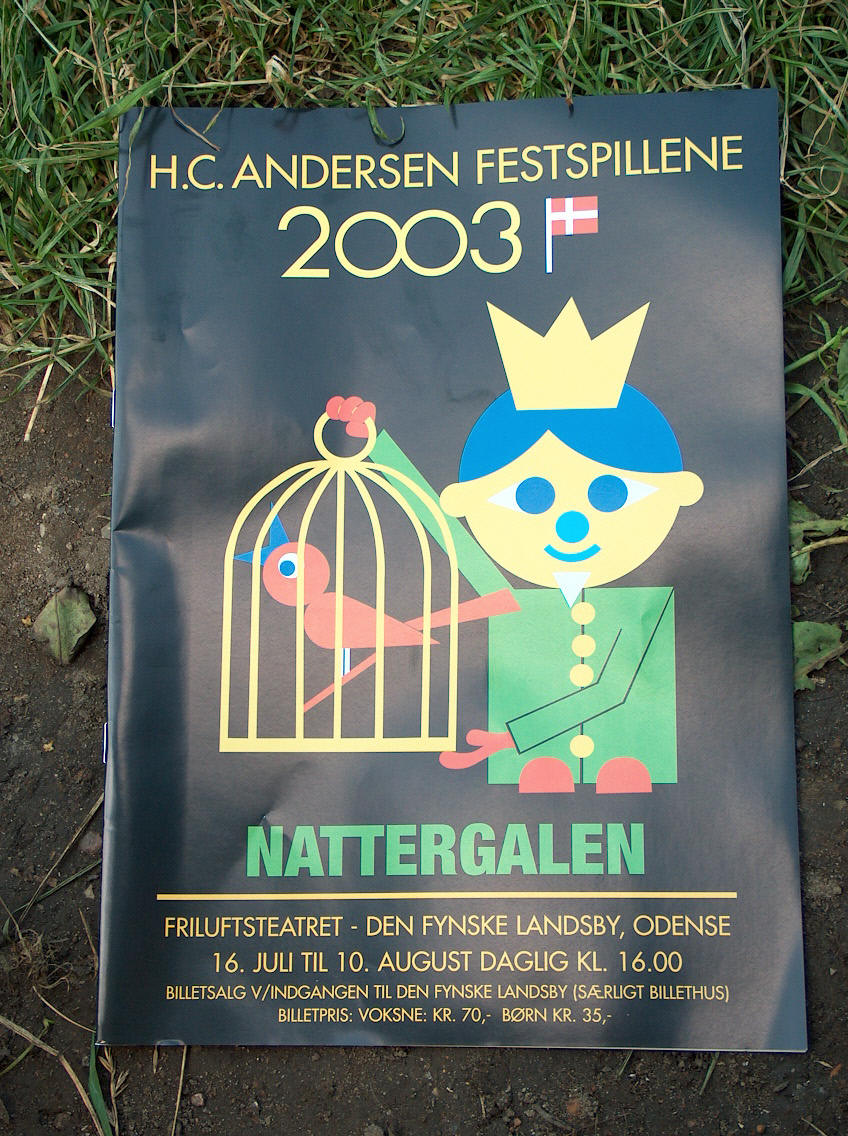 H.C. ANDERSEN FESTSPILLENE
2003
NATTERGALEN
FRILUFTSTEATRET - DEN FYNSKE LANDSBY, ODENSE
16. JULI TIL 10. AUGUST DAGLIG KL. 16.00
BILLETSALG V/INDGANGEN TIL DEN FYNSKE LANDSBY (SÆRLIGT BILLETHUS)
BILLETPRIS: VOKSNE: KR. 70,- BØRN KR. 35,-